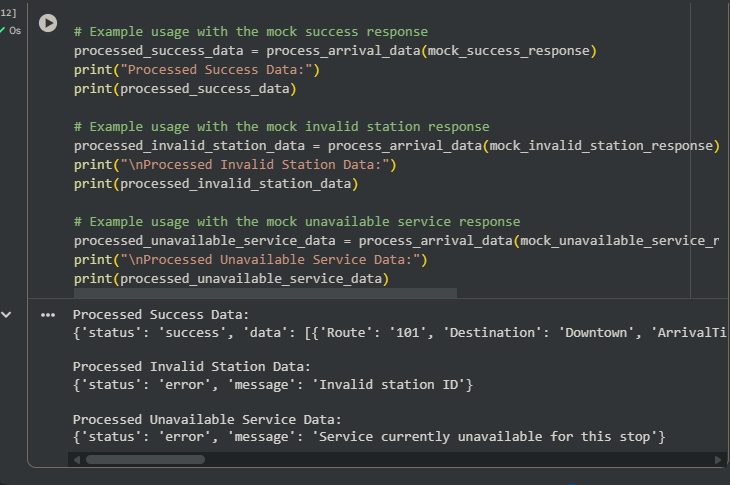 12]
0s
# Example usage with the mock success response
processed_success_data = process_arrival_data(mock_success_response)
print("Processed Success Data:")
print(processed_success_data)
# Example usage with the mock invalid station response
processed_invalid_station_data = process_arrival_data(mock_invalid_station_response)
print("\nProcessed Invalid Station Data:")
print(processed_invalid_station_data)
# Example usage with the mock unavailable service response
processed_unavailable_service_data = process_arrival_data(mock_unavailable_service_r
print("\nProcessed Unavailable Service Data:")
print(processed_unavailable_service_data)
Processed Success Data:
{'status': 'success', 'data': [{'Route': '101', 'Destination': 'Downtown', 'ArrivalTi
Processed Invalid Station Data:
{'status': 'error', 'message': 'Invalid station ID'}
Processed Unavailable Service Data:
{'status': 'error', 'message': 'Service currently unavailable for this stop'}